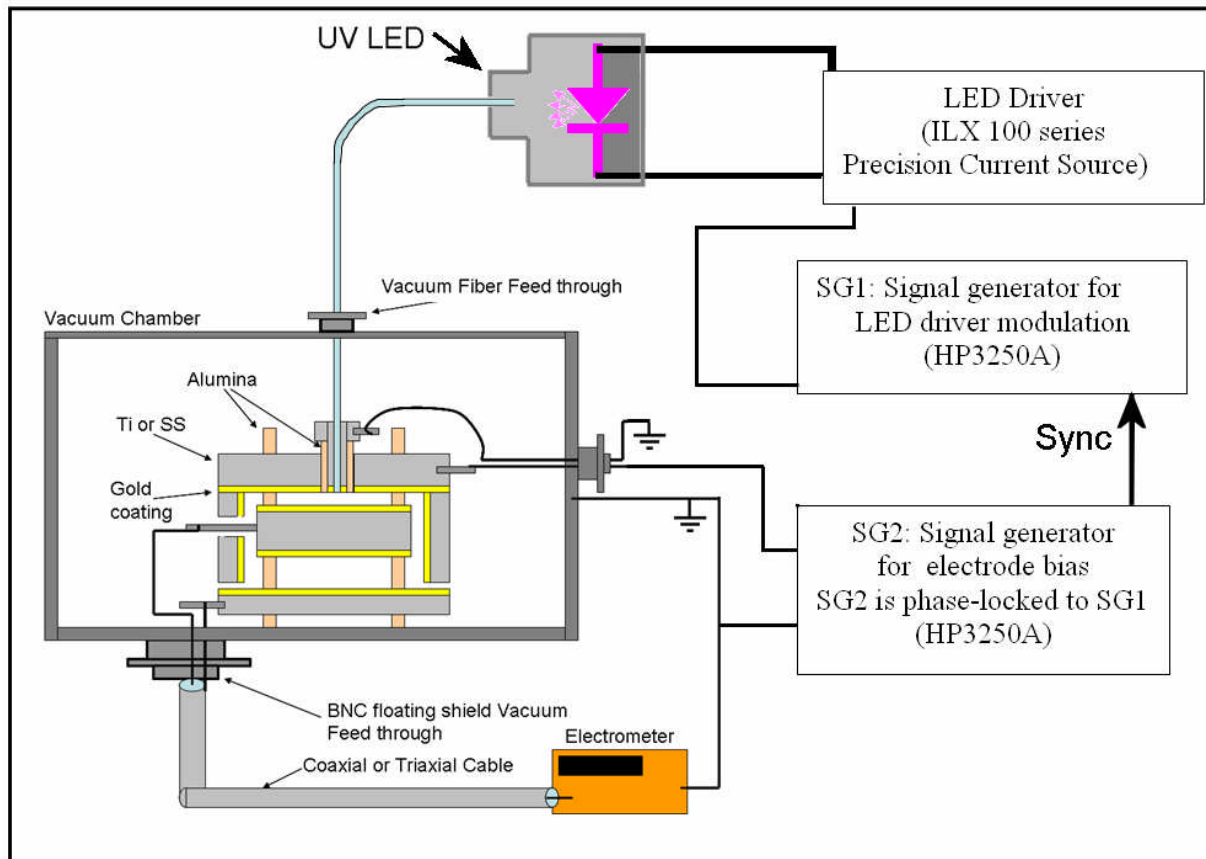 UV LED
LED Driver
(ILX 100 series
Precision Current Source)
Vacuum Fiber Feed through
SG1: Signal generator for
LED driver modulation
(HP3250A)
Vacuum Chamber
Alumina
Ti or SS
Sync
Gold
coating
SG2: Signal generator
for electrode bias
SG2 is phase-locked to SG1
(HP3250A)
BNC floating shield Vacuum
Feed through
Electrometer
Coaxial or Triaxial Cable